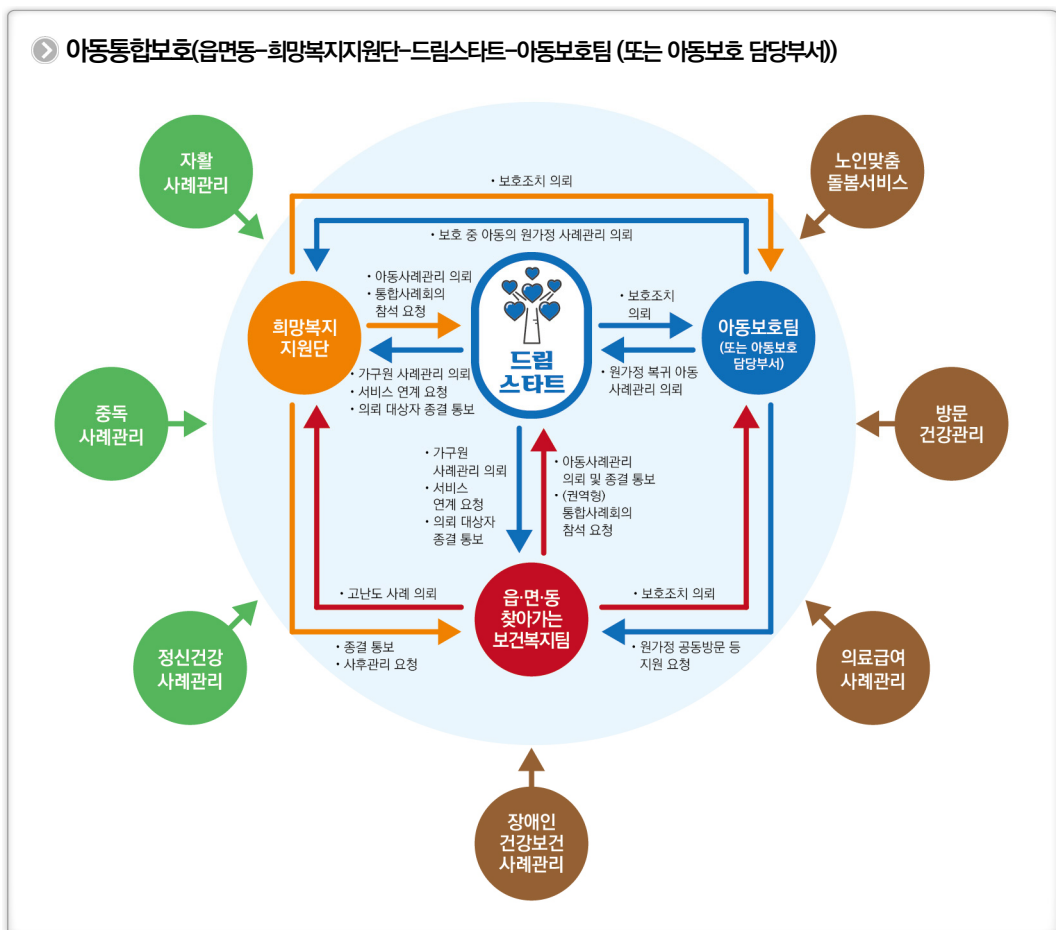 아동통합보호(읍면동-희망복지지원단-드림스타트-아동보호팀 (또는 아동보호 담당부서))
자활
사례관리
노인맞춤
돌봄서비스
• 보호조치 의뢰
• 보호 중 아동의 원가정 사례관리 의뢰
• 아동사례관리 의뢰
• 통합사례회의
참석 요청
• 보호조치
의뢰
희망복지
지원단
드림
스타트
아동보호팀
(또는 아동보호
담당부서)
• 가구원 사례관리 의뢰
• 서비스 연계 요청
• 의뢰 대상자 종결 통보
• 원가정 복귀 아동
사례관리 의뢰
중독
사례관리
방문
건강관리
• 가구원
사례관리 의뢰
• 서비스
연계 요청
• 의뢰 대상자
종결 통보
• 아동사례관리
의뢰 및 종결 통보
• (권역형)
통합사례회의
참석 요청
• 고난도 사례 의뢰
읍·면·동
찾아가는
보건복지팀
• 보호조치 의뢰
• 종결 통보
• 사후관리 요청
• 원가정 공동방문 등
지원 요청
정신건강
사례관리
의료급여
사례관리
장애인
건강보건
사례관리